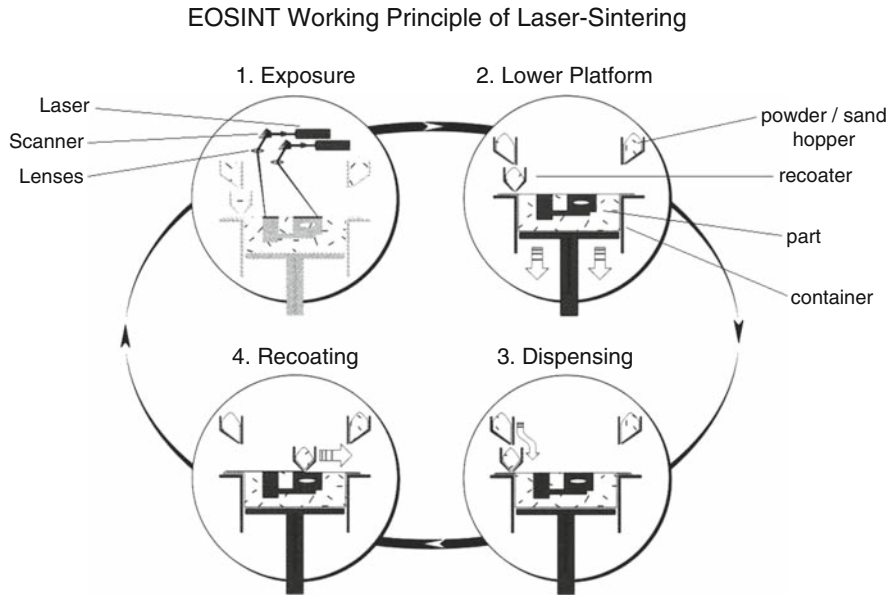 EOSINT Working Principle of Laser-Sintering
1. Exposure
2. Lower Platform
Laser
Scanner
Lenses
powder / sand
hopper
recoater
part
container
4. Recoating
3. Dispensing